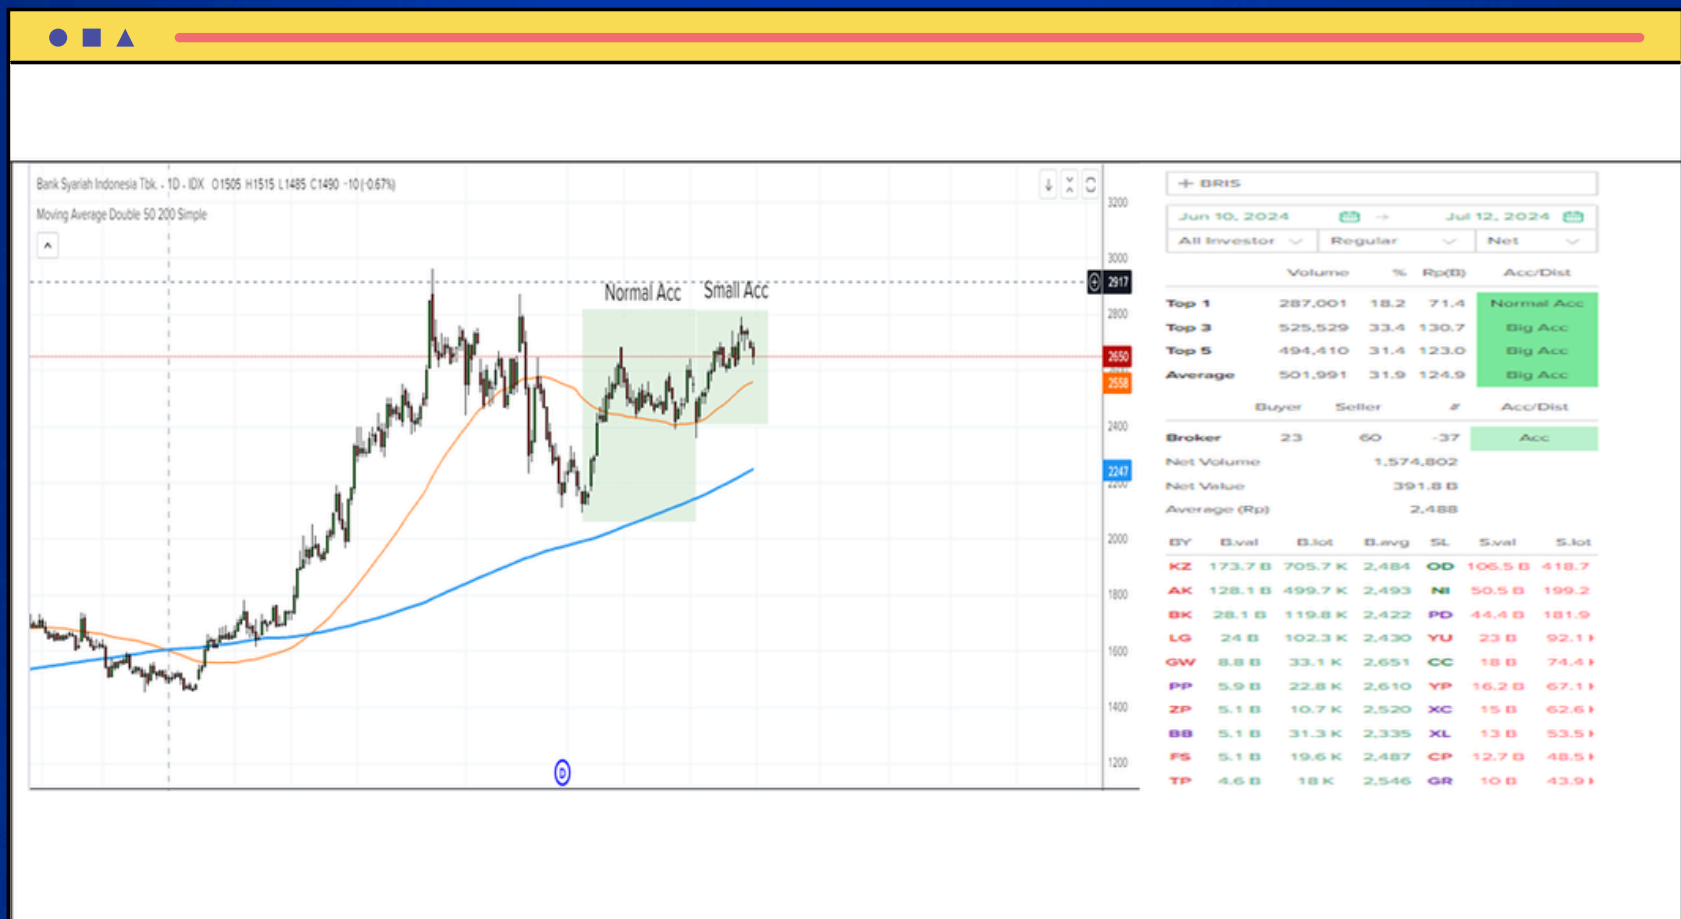 Bank Syariah Indonesia Tbk. - 1D - IDX O1505 H1515 L1485 C1490 -10 (-0.67%)
Moving Average Double 50 200 Simple
Normal Acc Small Acc
3200
3000
2917
2800
2650
2558
2400
2247
2200
2000
1800
1600
1400
1200
D
+ BRIS
Jun 10, 2024 → Jul 12, 2024
All Investor Regular Net
Volume % Rp(B) Acc/Dist
Top 1 287,001 18.2 71.4 Normal Acc
Top 3 525,529 33.4 130.7 Big Acc
Top 5 494,410 31.4 123.0 Big Acc
Average 501,991 31.9 124.9 Big Acc
Buyer Seller # Acc/Dist
Broker 23 60 -37 Acc
Net Volume 1,574,802
Net Value 391.8 B
Average (Rp) 2,488
BY B.val B.lot B.avg SL S.val S.lot
KZ 173.7 B 705.7 K 2,484 OD 106.5 B 418.7
AK 128.1 B 499.7 K 2,493 NI 50.5 B 199.2
BK 28.1 B 119.8 K 2,422 PD 44.4 B 181.9
LG 24 B 102.3 K 2,430 YU 23 B 92.1
GW 8.8 B 33.1 K 2,651 CC 18 B 74.4
PP 5.9 B 22.8 K 2,610 YP 16.2 B 67.1
ZP 5.1 B 10.7 K 2,520 XC 15 B 62.6
BB 5.1 B 31.3 K 2,335 XL 13 B 53.5
FS 5.1 B 19.6 K 2,487 CP 12.7 B 48.5
TP 4.6 B 18 K 2,546 GR 10 B 43.9